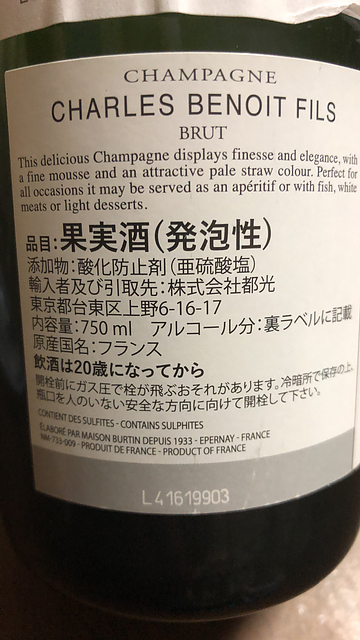 CHAMPAGNE
CHARLES BENOIT FILS
BRUT
This delicious Champagne displays finesse and elegance, with
a fine mousse and an attractive pale straw colour. Perfect for
all occasions it may be served as an apéritif or with fish, white
meats or light desserts.
品目:果実酒(発泡性)
添加物:酸化防止剤(亜硫酸塩)
輸入者及び引取先:株式会社都光
東京都台東区上野6-16-17
内容量:750 ml アルコール分:裏ラベルに記載
原産国名:フランス
飲酒は20歳になってから
開栓前にガス圧で栓が飛ぶおそれがあります。冷暗所で保存の上、
瓶口を人のいない安全な方向に向けて開栓して下さい。
CONTIENT DES SULFITES - CONTAINS SULPHITES
ÉLABORÉ PAR MAISON BURTIN DEPUIS 1933 - EPERNAY - FRANCE
NM-733-009 - PRODUIT DE FRANCE - PRODUCT OF FRANCE
L41619903